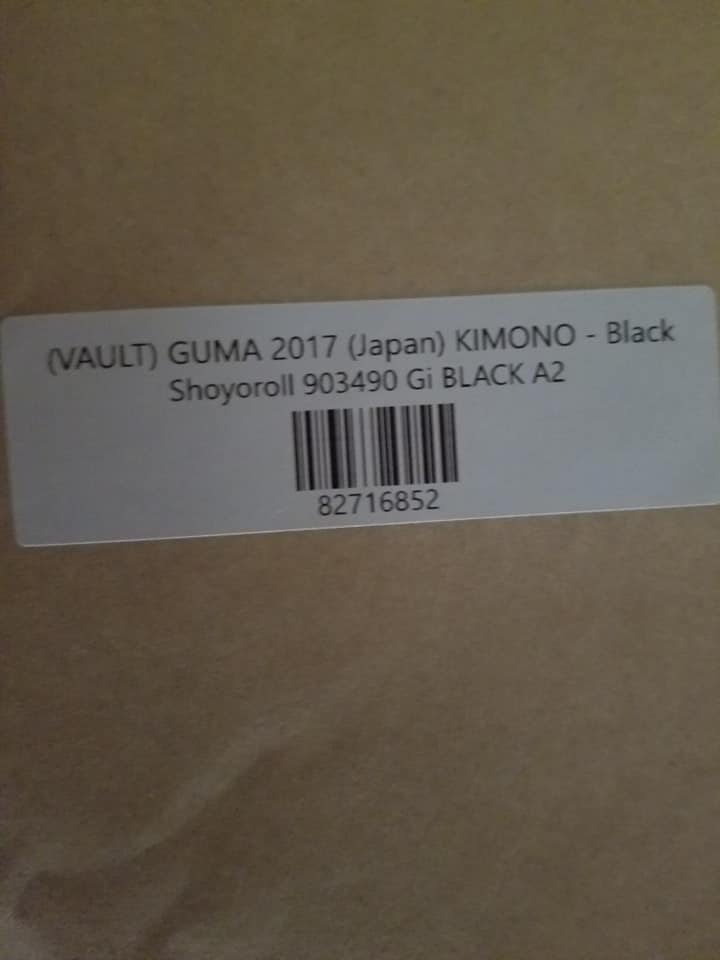 (VAULT) GUMA 2017 (Japan) KIMONO - Black
Shoyoroll 903490 Gi BLACK A2
82716852